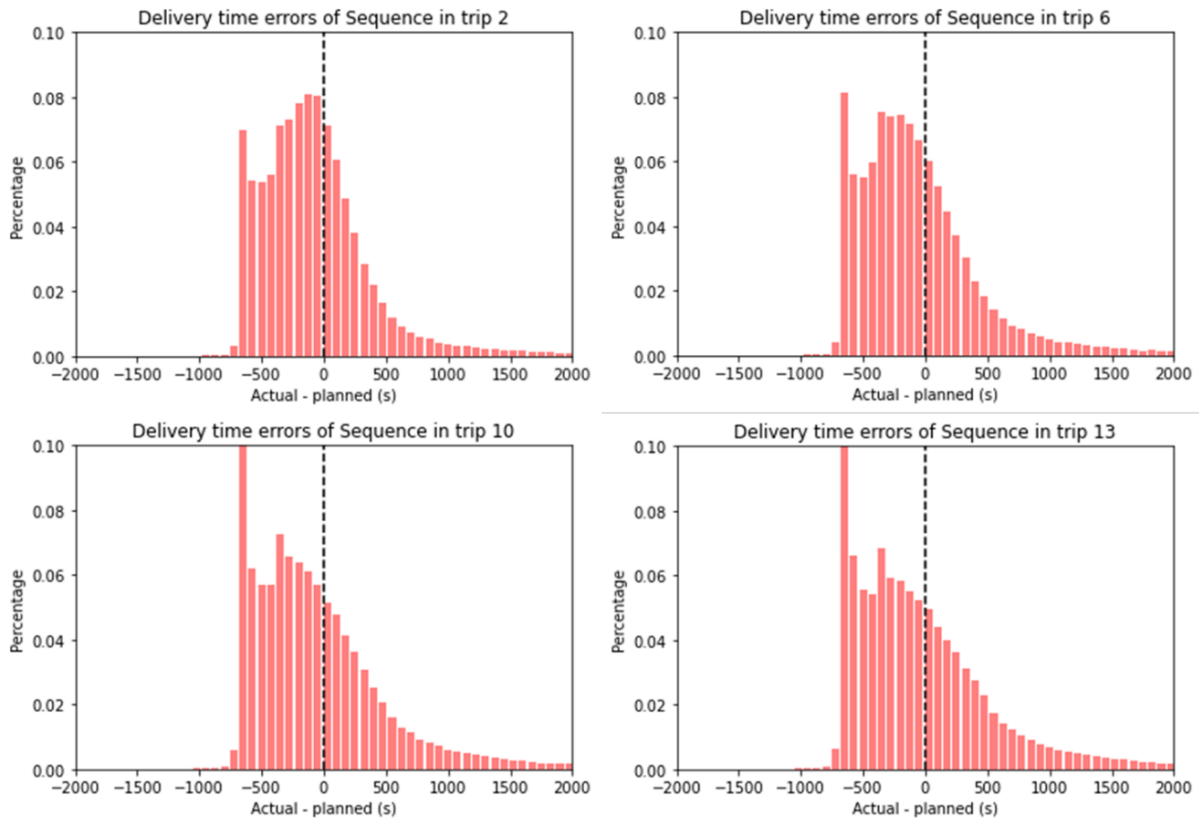 Delivery time errors of Sequence in trip 2
0.10
0.08
0.06
0.04
0.02
0.00
Percentage
−2000 −1500 −1000 −500 0 500 1000 1500 2000
Actual - planned (s)
Delivery time errors of Sequence in trip 6
0.10
0.08
0.06
0.04
0.02
0.00
Percentage
−2000 −1500 −1000 −500 0 500 1000 1500 2000
Actual - planned (s)
Delivery time errors of Sequence in trip 10
0.10
0.08
0.06
0.04
0.02
0.00
Percentage
−2000 −1500 −1000 −500 0 500 1000 1500 2000
Actual - planned (s)
Delivery time errors of Sequence in trip 13
0.10
0.08
0.06
0.04
0.02
0.00
Percentage
−2000 −1500 −1000 −500 0 500 1000 1500 2000
Actual - planned (s)